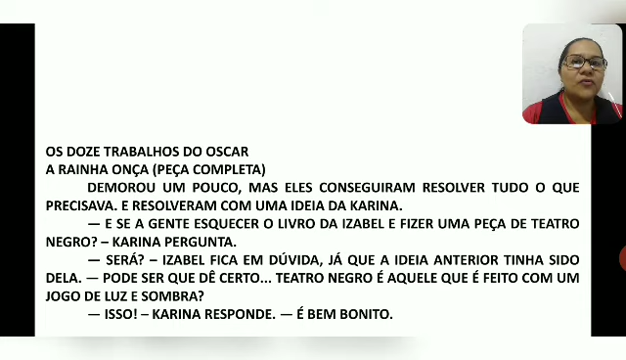 OS DOZE TRABALHOS DO OSCAR
A RAINHA ONÇA (PEÇA COMPLETA)
DEMOROU UM POUCO, MAS ELES CONSEGUIRAM RESOLVER TUDO O QUE
PRECISAVA. E RESOLVERAM COM UMA IDEIA DA KARINA.
— E SE A GENTE ESQUECER O LIVRO DA IZABEL E FIZER UMA PEÇA DE TEATRO
NEGRO? – KARINA PERGUNTA.
— SERÁ? – IZABEL FICA EM DÚVIDA, JÁ QUE A IDEIA ANTERIOR TINHA SIDO
DELA. — PODE SER QUE DÊ CERTO... TEATRO NEGRO É AQUELE QUE É FEITO COM UM
JOGO DE LUZ E SOMBRA?
— ISSO! – KARINA RESPONDE. — É BEM BONITO.